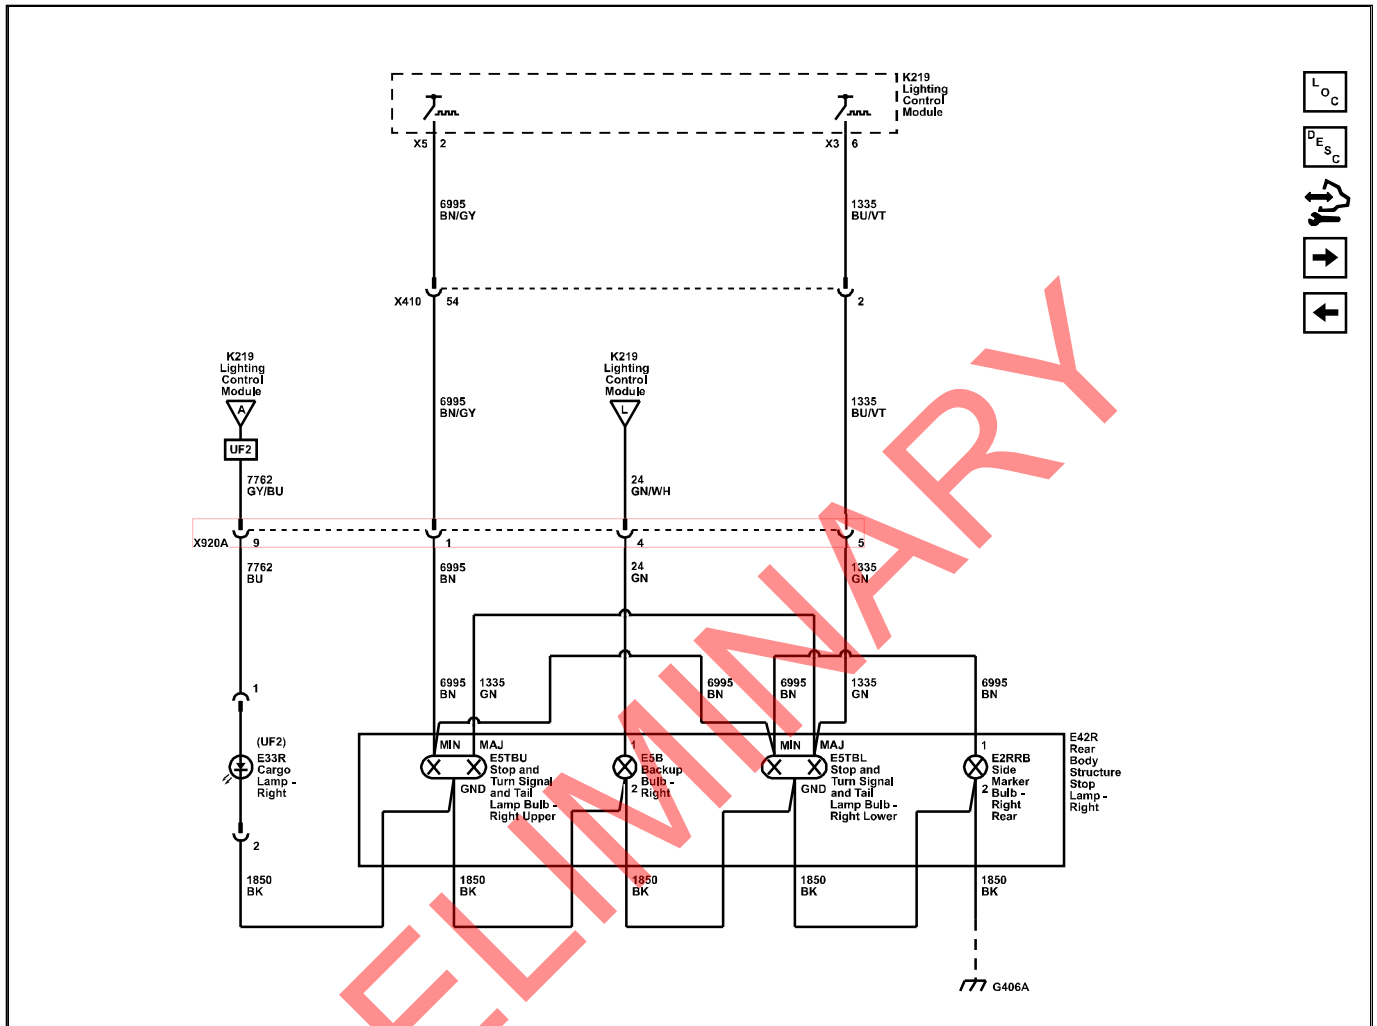 K219
Lighting
Control
Module
L O C
D E S C
X5 2
X3 6
6995
BN/GY
1335
BU/VT
X410 54
2
K219
Lighting
Control
Module
A
UF2
K219
Lighting
Control
Module
L
6995
BN/GY
1335
BU/VT
7762
GY/BU
24
GN/WH
X920A 9
1
4
5
7762
BU
6995
BN
24
GN
1335
GN
1
6995
BN
1335
GN
6995
BN
6995
BN
1335
GN
6995
BN
(UF2)
E33R
Cargo
Lamp -
Right
2
MIN MAJ
E5TBU
Stop and
Turn Signal
and Tail
Lamp Bulb -
Right Upper
GND
1
E5B
Backup
Bulb -
Right
2
MIN MAJ
E5TBL
Stop and
Turn Signal
and Tail
Lamp Bulb -
Right Lower
GND
1
E2RRB
Side
Marker
Bulb -
Right
Rear
2
E42R
Rear
Body
Structure
Stop
Lamp -
Right
1850
BK
1850
BK
1850
BK
1850
BK
1850
BK
G406A
ELIMINARY